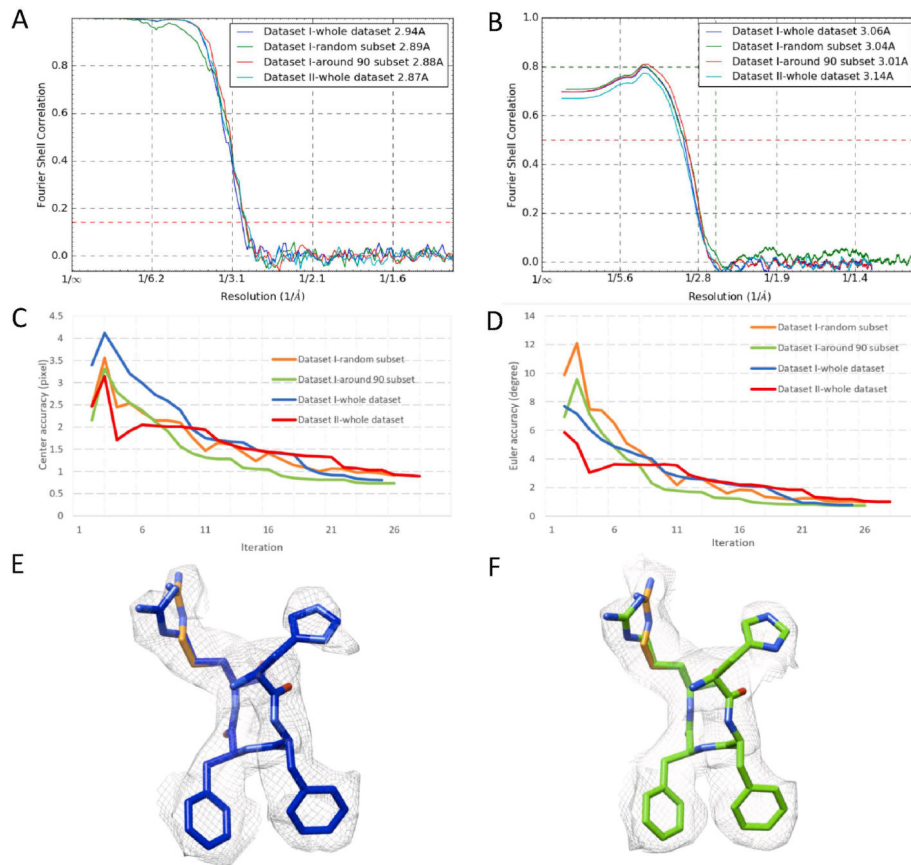 A
Dataset I-whole dataset 2.94A
Dataset I-random subset 2.89A
Dataset I-around 90 subset 2.88A
Dataset II-whole dataset 2.87A
Fourier Shell Correlation
0.8
0.6
0.4
0.2
0.0
1/∞
1/6.2
1/3.1
1/2.1
1/1.6
Resolution (1/Å)
B
Dataset I-whole dataset 3.06A
Dataset I-random subset 3.04A
Dataset I-around 90 subset 3.01A
Dataset II-whole dataset 3.14A
Fourier Shell Correlation
1.0
0.8
0.6
0.4
0.2
0.0
1/∞
1/5.6
1/2.8
1/1.9
1/1.4
Resolution (1/Å)
C
Center accuracy (pixel)
4.5
4
3.5
3
2.5
2
1.5
1
0.5
Dataset I-random subset
Dataset I-around 90 subset
Dataset I-whole dataset
Dataset II-whole dataset
1
6
11
16
21
26
Iteration
D
Euler accuracy (degree)
14
12
10
8
6
4
2
0
Dataset I-random subset
Dataset I-around 90 subset
Dataset I-whole dataset
Dataset II-whole dataset
1
6
11
16
21
26
Iteration
E
F